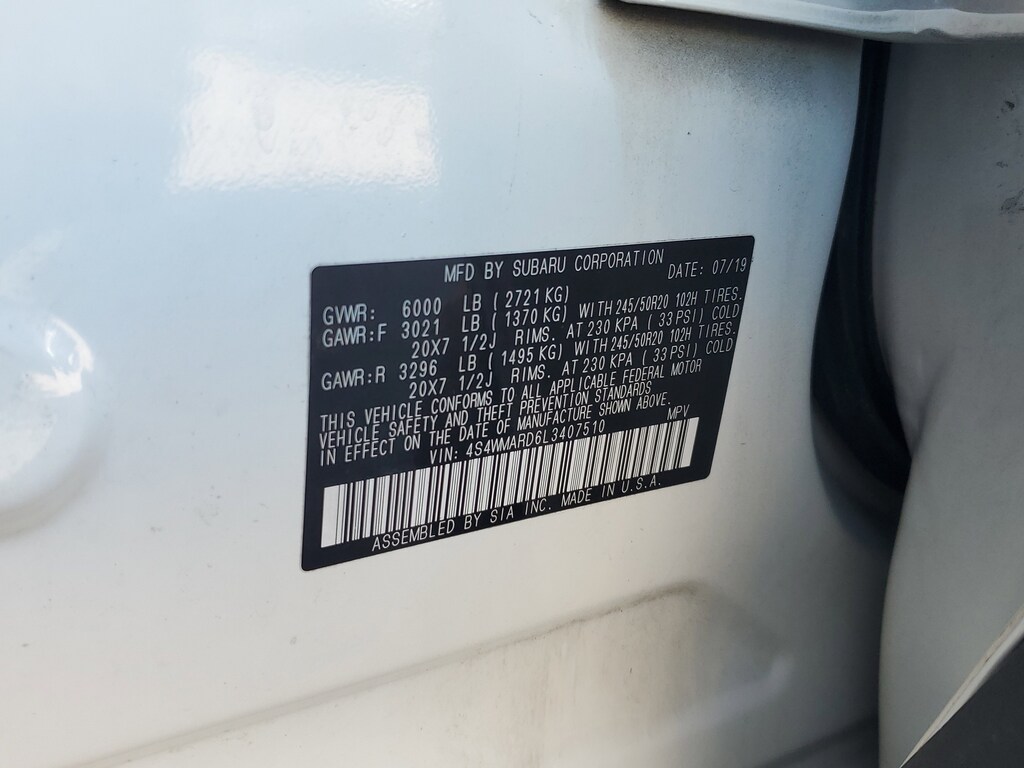 MFD BY SUBARU CORPORATION
DATE: 07/19
GVWR: 6000 LB ( 2721 KG)
GAWR:F 3021 LB ( 1370 KG) WITH 245/50R20 102H TIRES.
20X7 1/2J RIMS. AT 230 KPA ( 33 PSI) COLD
GAWR:R 3296 LB ( 1495 KG) WITH 245/50R20 102H TIRES.
20X7 1/2J RIMS. AT 230 KPA ( 33 PSI) COLD
THIS VEHICLE CONFORMS TO ALL APPLICABLE FEDERAL MOTOR
VEHICLE SAFETY AND THEFT PREVENTION STANDARDS
IN EFFECT ON THE DATE OF MANUFACTURE SHOWN ABOVE.
VIN: 4S4WMARD6L3407510 MPV
ASSEMBLED BY SIA INC. MADE IN U.S.A.